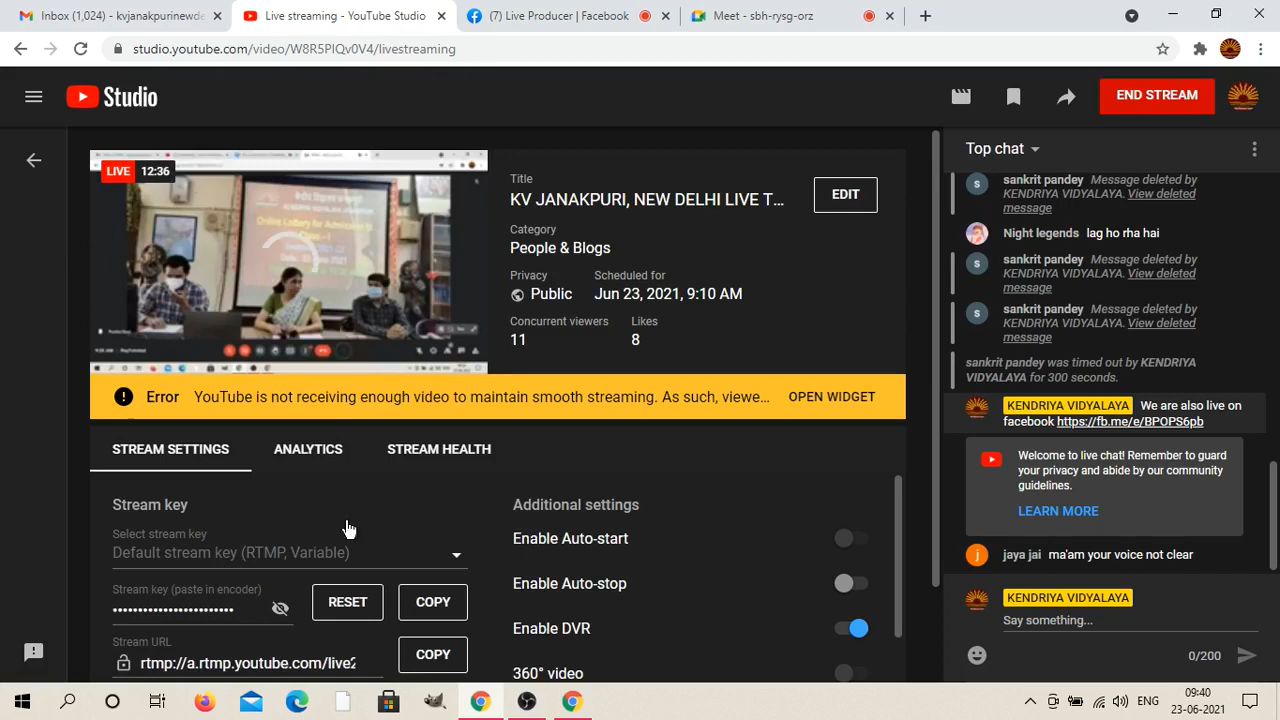 Inbox (1,024) - kvjanakpurinewde
Live streaming - YouTube Studio
(7) Live Producer | Facebook
Meet - sbh-rysg-orz
studio.youtube.com/video/W8R5PlQv0V4/livestreaming
Studio
END STREAM
LIVE 12:36
Online Lottery for Admission
Title
KV JANAKPURI, NEW DELHI LIVE T...
EDIT
Category
People & Blogs
Privacy
Public
Scheduled for
Jun 23, 2021, 9:10 AM
Concurrent viewers
11
Likes
8
Error YouTube is not receiving enough video to maintain smooth streaming. As such, viewe... OPEN WIDGET
STREAM SETTINGS
ANALYTICS
STREAM HEALTH
Stream key
Select stream key
Default stream key (RTMP, Variable)
Stream key (paste in encoder)
RESET
COPY
Stream URL
rtmp://a.rtmp.youtube.com/live2
COPY
Additional settings
Enable Auto-start
Enable Auto-stop
Enable DVR
360° video
Top chat
sankrit pandey Message deleted by
KENDRIYA VIDYALAYA. View deleted
message
Night legends lag ho rha hai
sankrit pandey Message deleted by
KENDRIYA VIDYALAYA. View deleted
message
sankrit pandey Message deleted by
KENDRIYA VIDYALAYA. View deleted
message
sankrit pandey was timed out by KENDRIYA
VIDYALAYA for 300 seconds.
KENDRIYA VIDYALAYA We are also live on
facebook https://fb.me/e/BPOPS6pb
Welcome to live chat! Remember to guard
your privacy and abide by our community
guidelines.
LEARN MORE
jaya jai ma'am your voice not clear
KENDRIYA VIDYALAYA
Say something...
0/200
ENG
09:40
23-06-2021